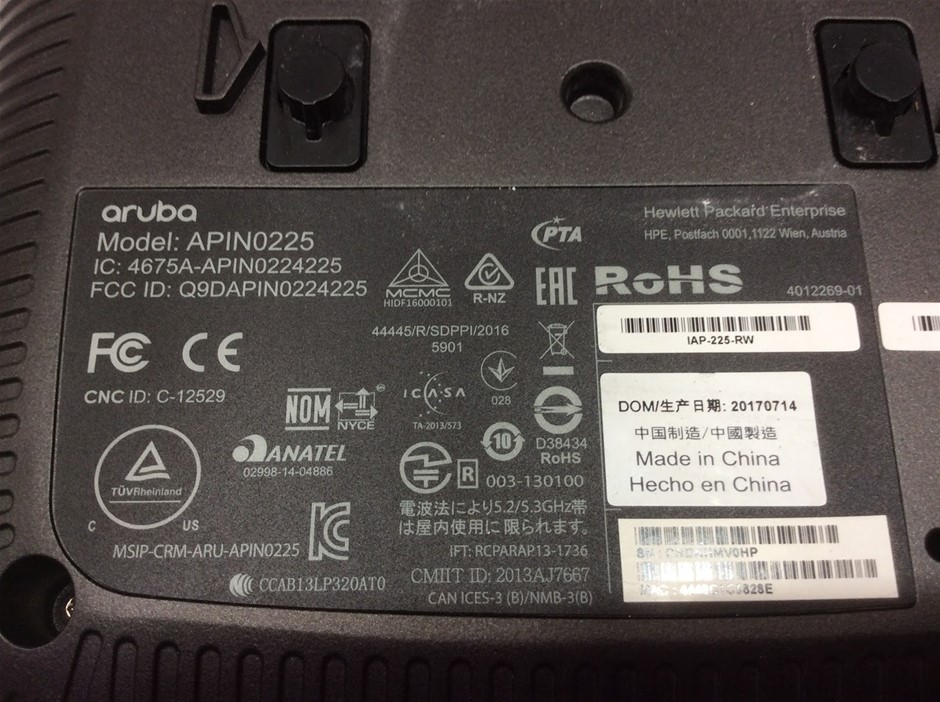 aruba
Model: APIN0225
IC: 4675A-APIN0224225
FCC ID: Q9DAPIN0224225
MCMC
HIDF16000101
R-NZ
PTA
EAC
Hewlett Packard Enterprise
HPE, Postfach 0001,1122 Wien, Austria
RoHS
4012269-01
IAP-225-RW
FC CE
CNC ID: C-12529
44445/R/SDPPI/2016
5901
NOM
NYCE
ICASA
TA-2013/573
028
ANATEL
02998-14-04886
10
D38434
RoHS
R 003-130100
DOM/生产日期: 20170714
中国制造/中國製造
Made in China
Hecho en China
TÜVRheinland
C US
MSIP-CRM-ARU-APIN0225
CCAB13LP320AT0
電波法により5.2/5.3GHz帯
は屋内使用に限られます。
IFT: RCPARAP13-1736
CMIIT ID: 2013AJ7667
CAN ICES-3 (B)/NMB-3(B)